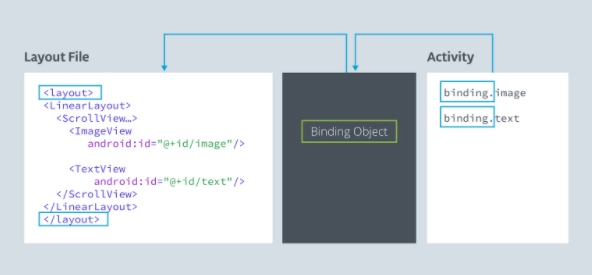 Layout File
<layout>
<LinearLayout>
<ScrollView…>
<ImageView
android:id="@+id/image"/>
<TextView
android:id="@+id/text"/>
</ScrollView>
</LinearLayout>
</layout>
Binding Object
Activity
binding.image
binding.text